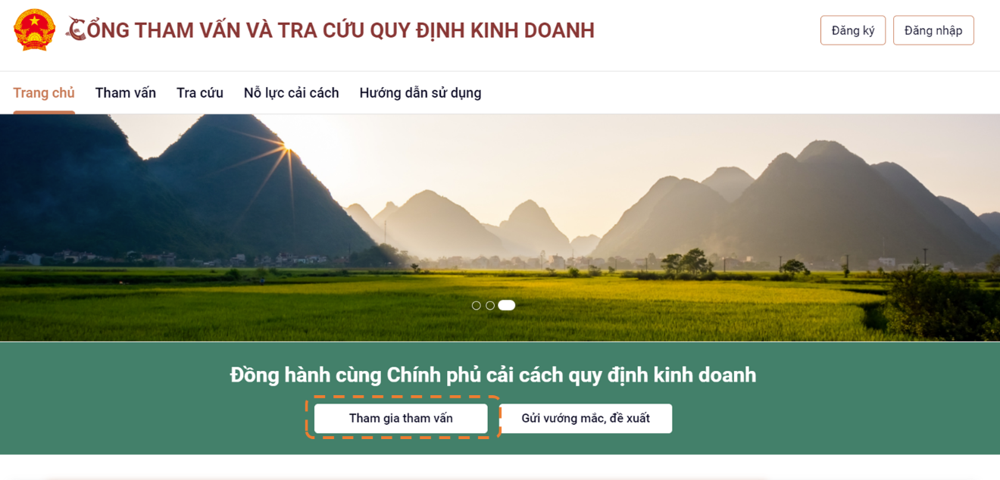 CỔNG THAM VẤN VÀ TRA CỨU QUY ĐỊNH KINH DOANH
Đăng ký
Đăng nhập
Trang chủ
Tham vấn
Tra cứu
Nỗ lực cải cách
Hướng dẫn sử dụng
Đồng hành cùng Chính phủ cải cách quy định kinh doanh
Tham gia tham vấn
Gửi vướng mắc, đề xuất